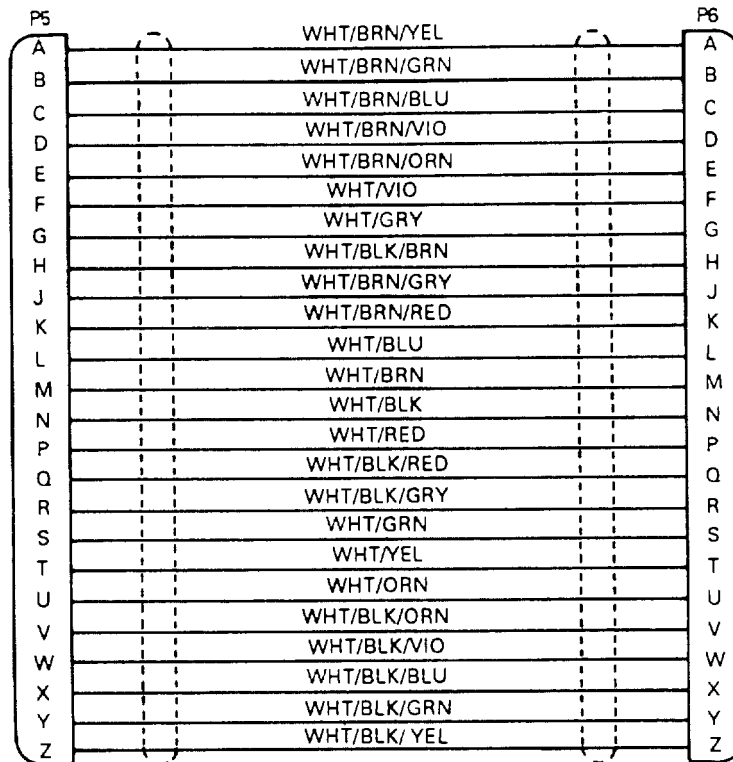 P5 P6
A WHT/BRN/YEL A
B WHT/BRN/GRN B
C WHT/BRN/BLU C
D WHT/BRN/VIO D
E WHT/BRN/ORN E
F WHT/VIO F
G WHT/GRY G
H WHT/BLK/BRN H
J WHT/BRN/GRY J
K WHT/BRN/RED K
L WHT/BLU L
M WHT/BRN M
N WHT/BLK N
P WHT/RED P
Q WHT/BLK/RED Q
R WHT/BLK/GRY R
S WHT/GRN S
T WHT/YEL T
U WHT/ORN U
V WHT/BLK/ORN V
W WHT/BLK/VIO W
X WHT/BLK/BLU X
Y WHT/BLK/GRN Y
Z WHT/BLK/YEL Z